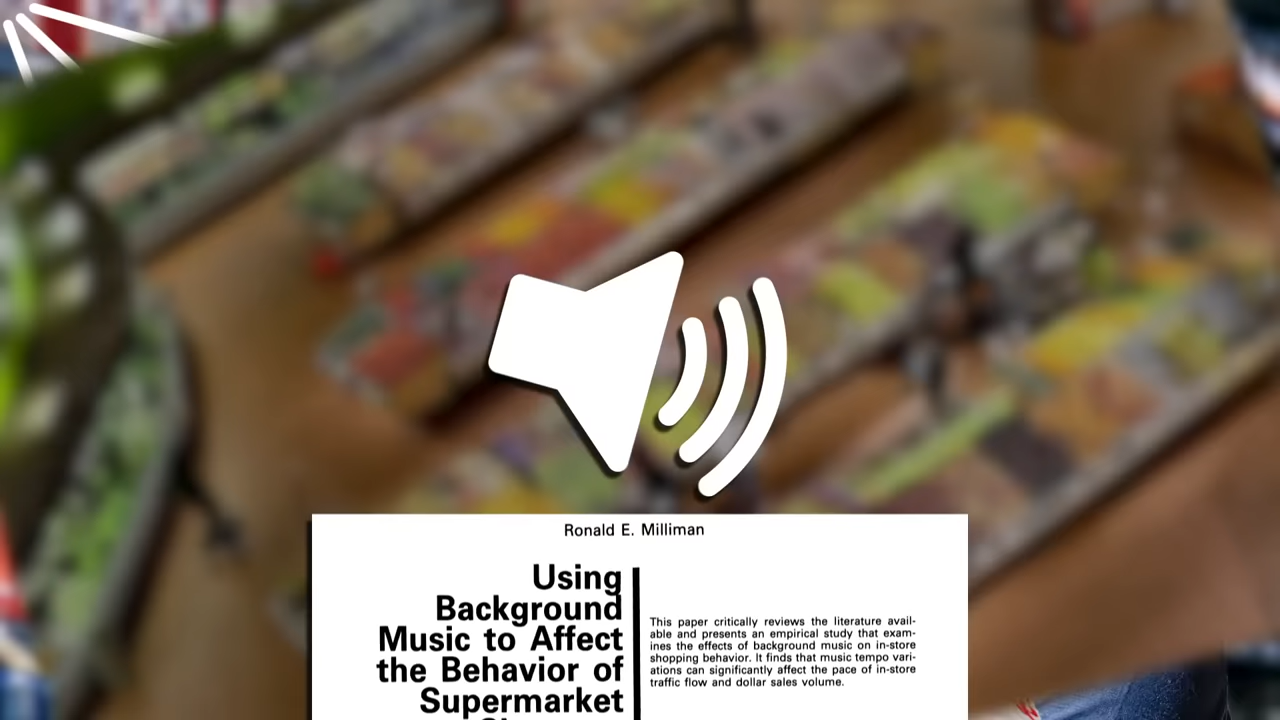 Ronald E. Milliman
Using
Background
Music to Affect
the Behavior of
Supermarket
This paper critically reviews the literature avail-
able and presents an empirical study that exam-
ines the effects of background music on in-store
shopping behavior. It finds that music tempo vari-
ations can significantly affect the pace of in-store
traffic flow and dollar sales volume.